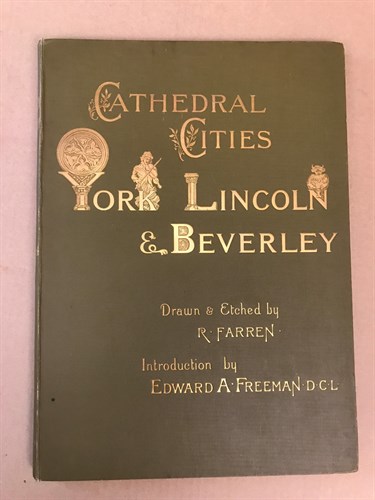 CATHEDRAL
CITIES
YORK LINCOLN
& BEVERLEY
Drawn & Etched by
R. FARREN.
Introduction by
EDWARD A. FREEMAN. D. C. L